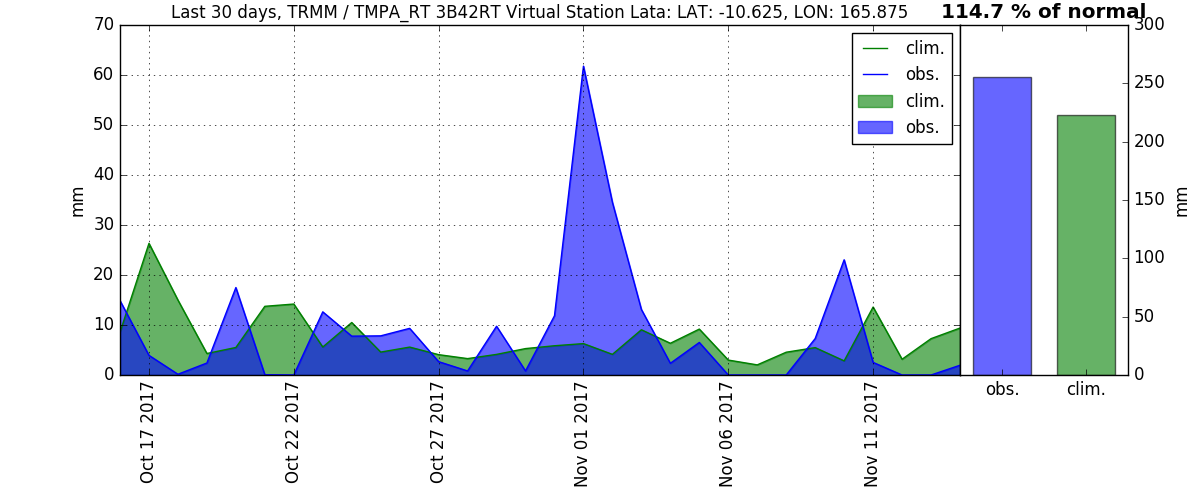 Last 30 days, TRMM / TMPA_RT 3B42RT Virtual Station Lata: LAT: -10.625, LON: 165.875
114.7 % of normal
70
60
50
40
30
20
10
0
mm
clim.
obs.
clim.
obs.
300
250
200
150
100
50
0
mm
Oct 17 2017
Oct 22 2017
Oct 27 2017
Nov 01 2017
Nov 06 2017
Nov 11 2017
obs.
clim.